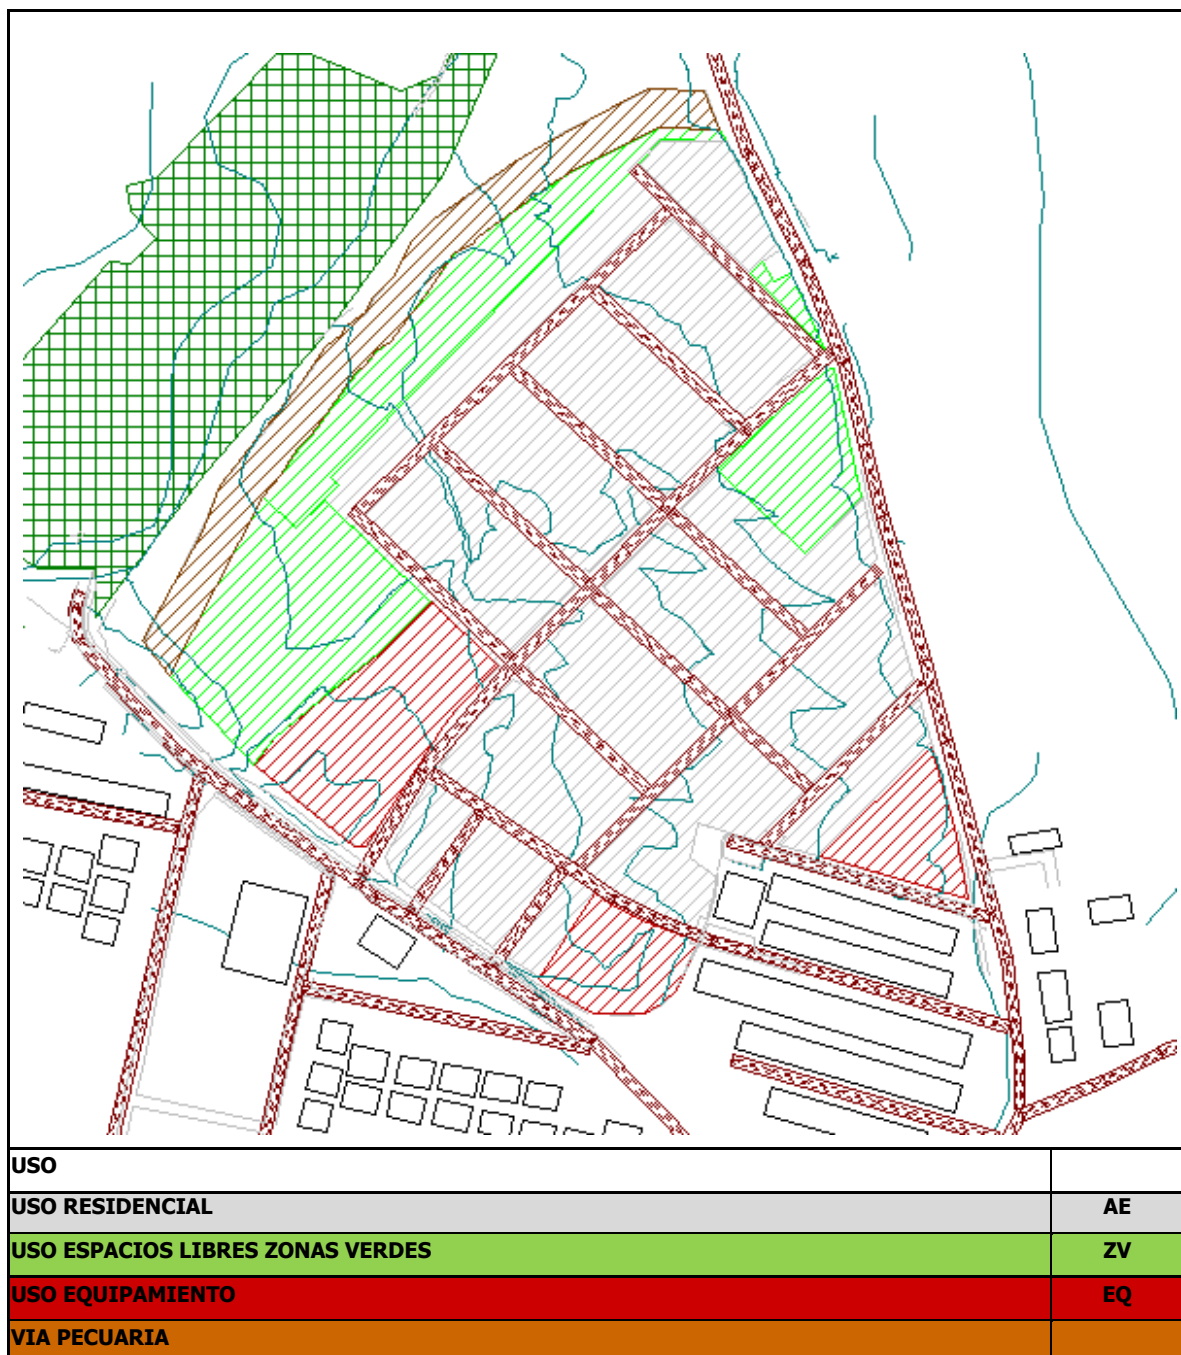 USO
USO RESIDENCIAL AE
USO ESPACIOS LIBRES ZONAS VERDES ZV
USO EQUIPAMIENTO EQ
VIA PECUARIA